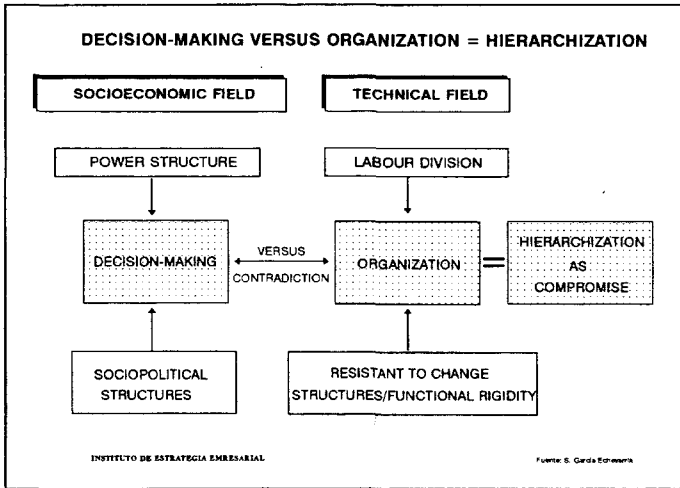 DECISION-MAKING VERSUS ORGANIZATION = HIERARCHIZATION
SOCIOECONOMIC FIELD
TECHNICAL FIELD
POWER STRUCTURE
LABOUR DIVISION
DECISION-MAKING
VERSUS
CONTRADICTION
ORGANIZATION
=
HIERARCHIZATION
AS
COMPROMISE
SOCIOPOLITICAL
STRUCTURES
RESISTANT TO CHANGE
STRUCTURES/FUNCTIONAL RIGIDITY
INSTITUTO DE ESTRATEGIA EMRESARIAL
Fuente: S. García Echevarría